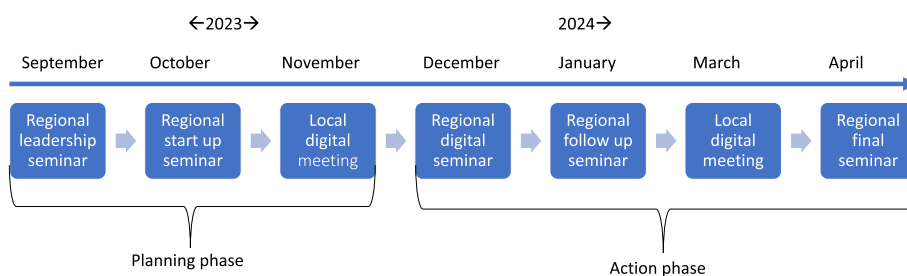 ←2023→ 2024→
September October November December January March April
Regional leadership seminar
Regional start up seminar
Local digital meeting
Regional digital seminar
Regional follow up seminar
Local digital meeting
Regional final seminar
Planning phase
Action phase